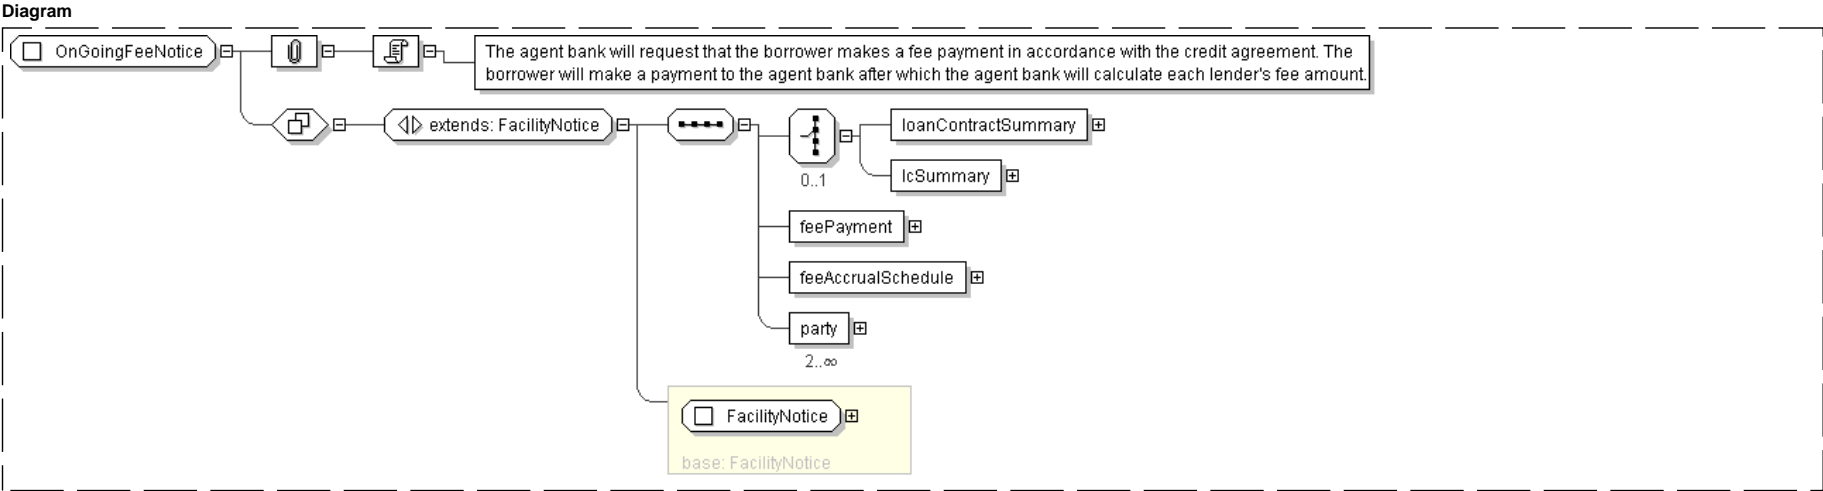 Diagram
OnGoingFeeNotice
The agent bank will request that the borrower makes a fee payment in accordance with the credit agreement. The
borrower will make a payment to the agent bank after which the agent bank will calculate each lender's fee amount.
extends: FacilityNotice
loanContractSummary
0..1
lcSummary
feePayment
feeAccrualSchedule
party
2..∞
FacilityNotice
base: FacilityNotice